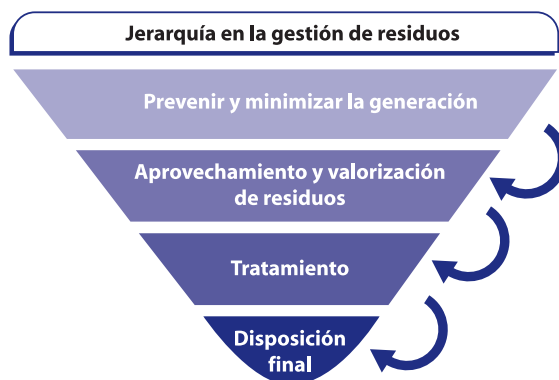 Jerarquía en la gestión de residuos
Prevenir y minimizar la generación
Aprovechamiento y valorización
de residuos
Tratamiento
Disposición
final